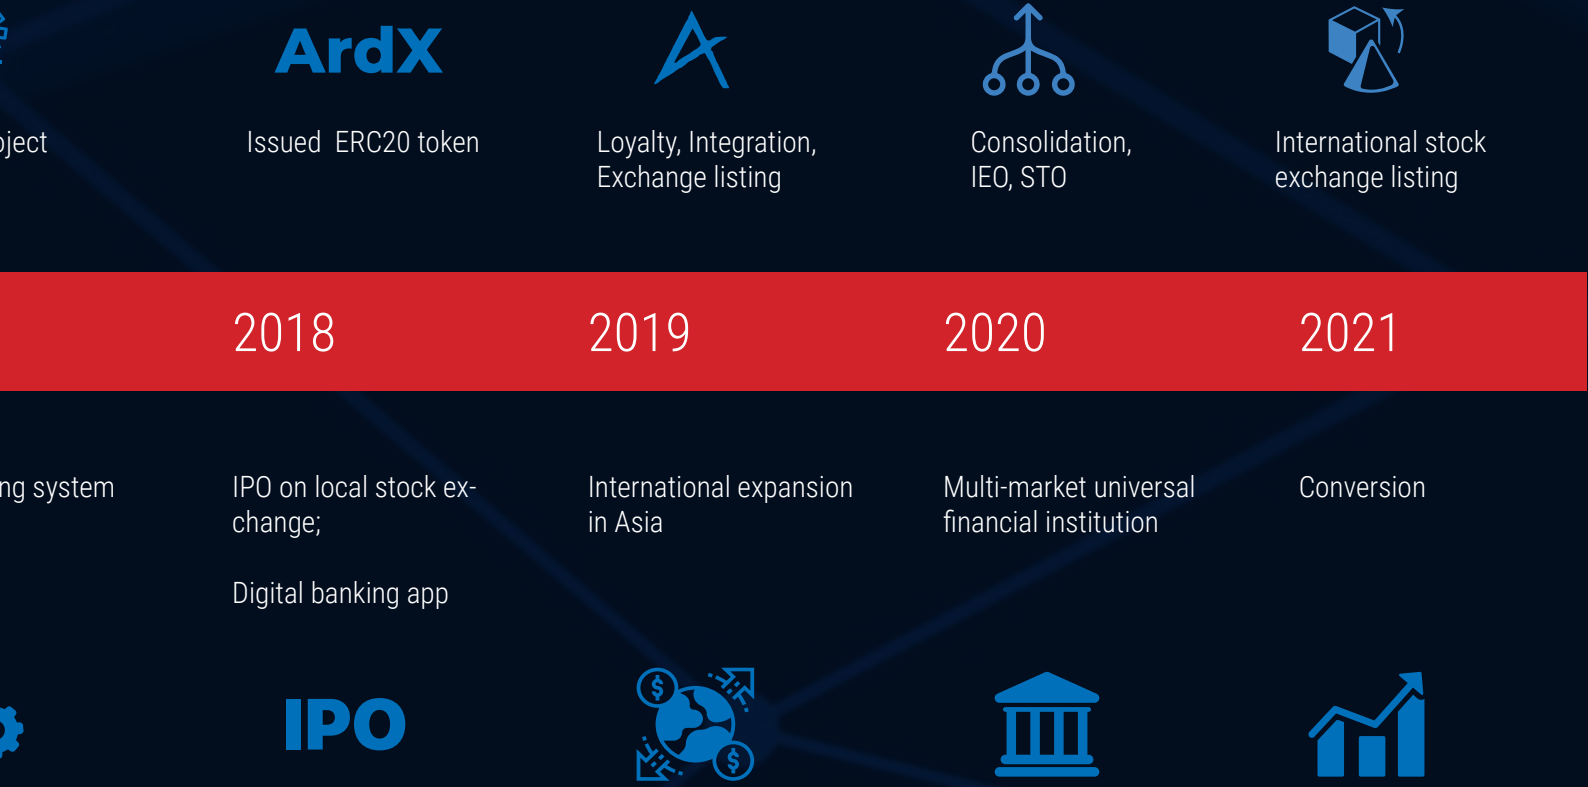 ArdX
Issued ERC20 token
Loyalty, Integration,
Exchange listing
Consolidation,
IEO, STO
International stock
exchange listing
2018
2019
2020
2021
system
IPO on local stock ex-
change;
Digital banking app
International expansion
in Asia
Multi-market universal
financial institution
Conversion
IPO